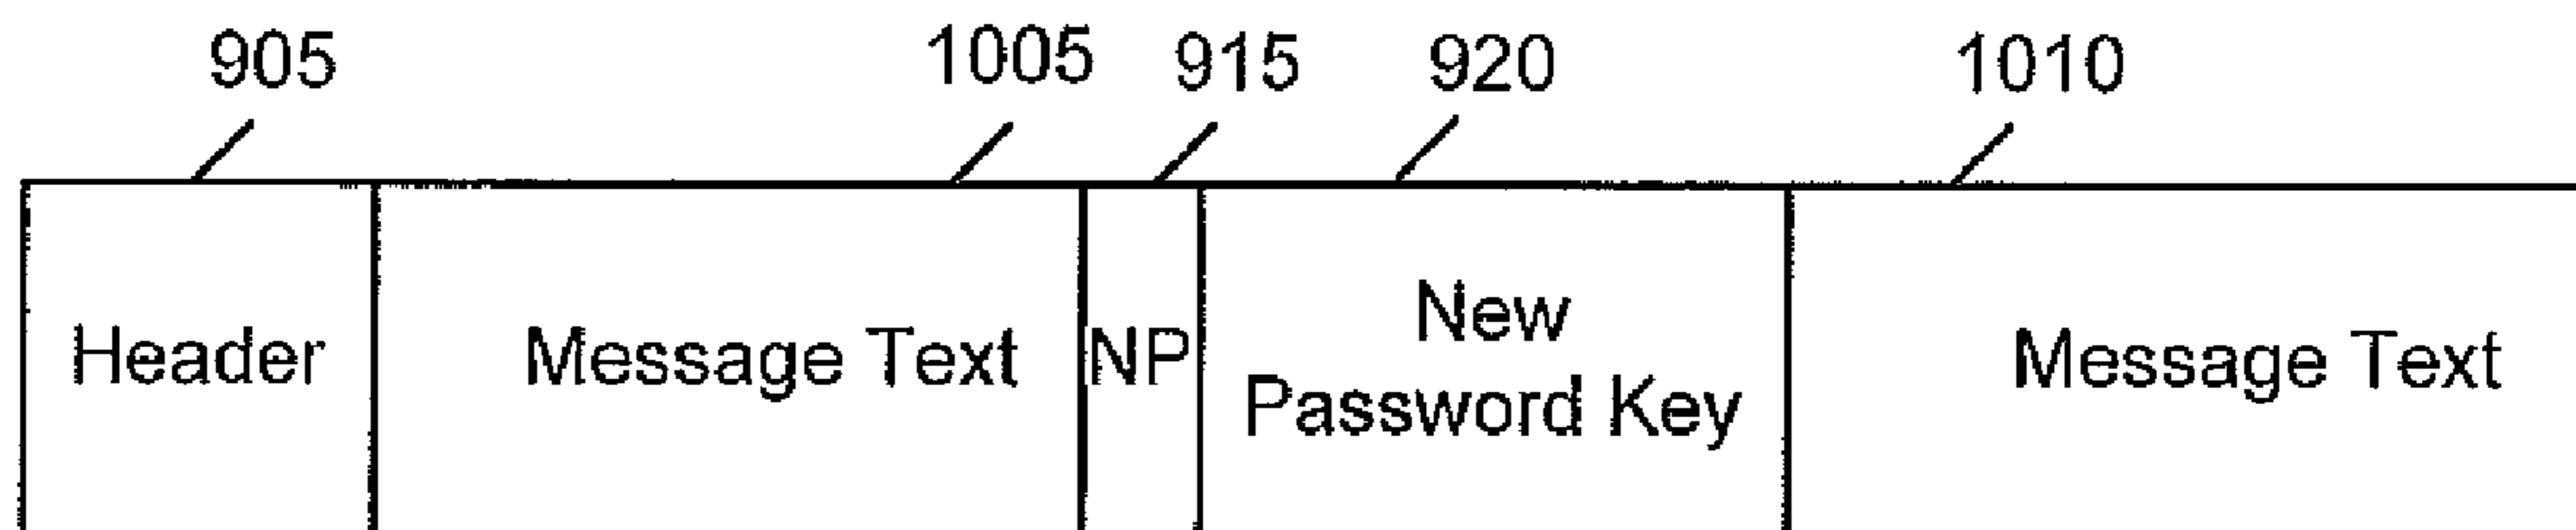 905 1005 915 920 1010
Header
Message Text
NP
New
Password Key
Message Text